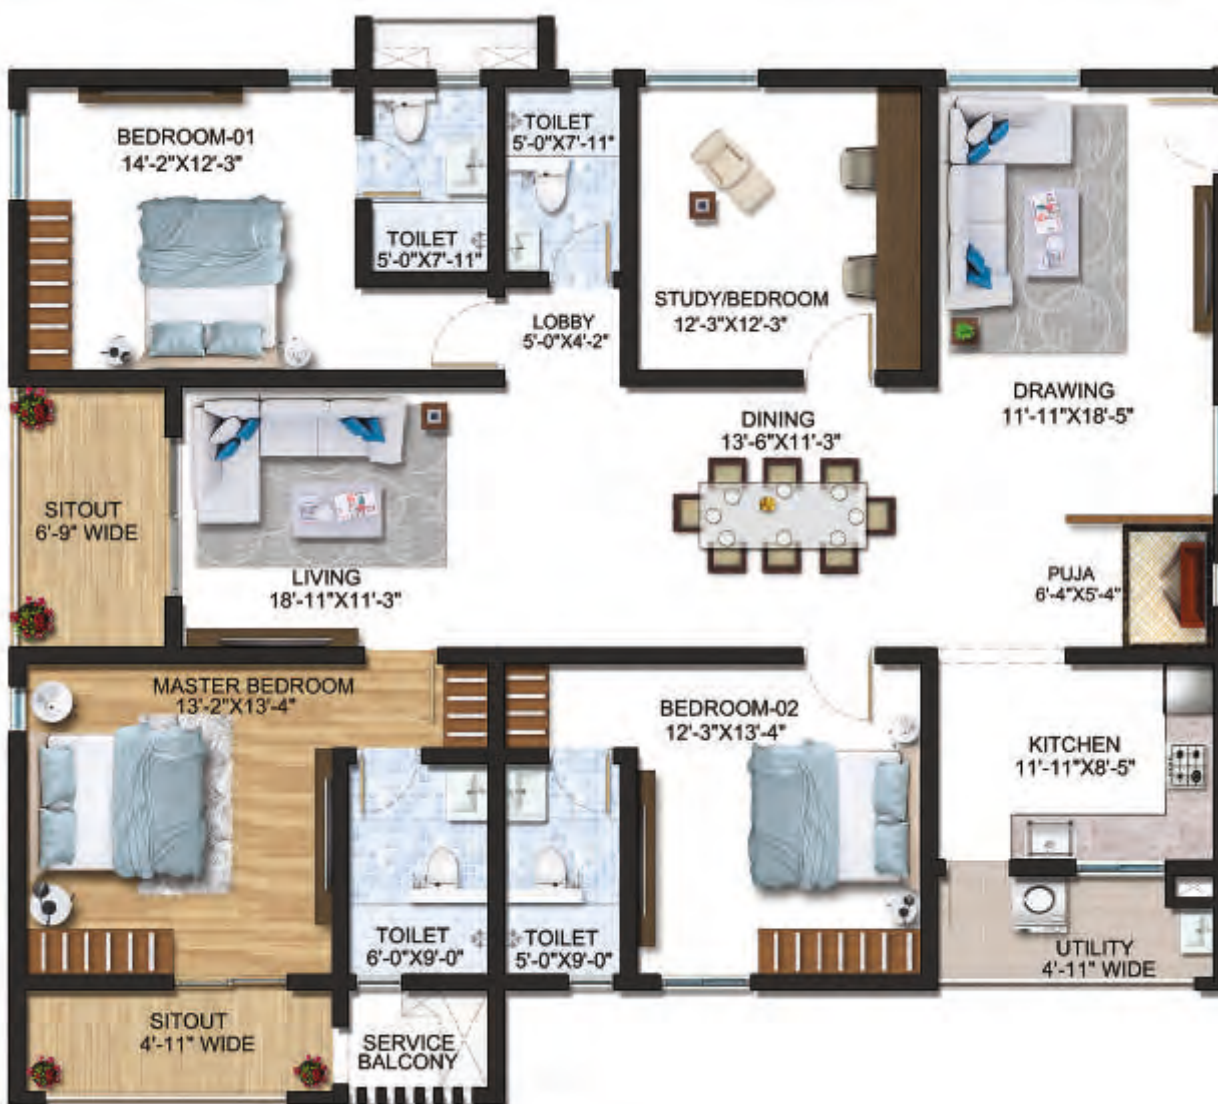 BEDROOM-01
14'-2"X12'-3"
TOILET
5'-0"X7'-11"
TOILET
5'-0"X7'-11"
LOBBY
5'-0"X4'-2"
STUDY/BEDROOM
12'-3"X12'-3"
DRAWING
11'-11"X18'-5"
DINING
13'-6"X11'-3"
SITOUT
6'-9" WIDE
LIVING
18'-11"X11'-3"
PUJA
6'-4"X5'-4"
MASTER BEDROOM
13'-2"X13'-4"
BEDROOM-02
12'-3"X13'-4"
KITCHEN
11'-11"X8'-5"
TOILET
6'-0"X9'-0"
TOILET
5'-0"X9'-0"
UTILITY
4'-11" WIDE
SITOUT
4'-11" WIDE
SERVICE
BALCONY